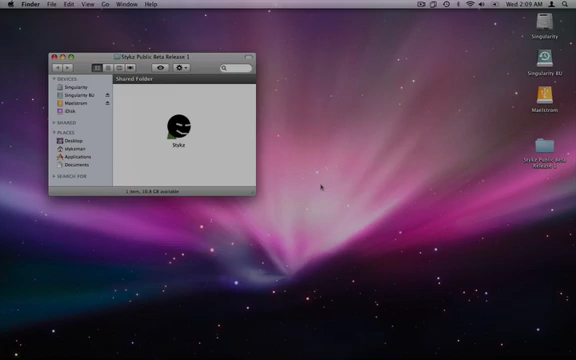 Finder File Edit View Go Window Help
Wed 2:09 AM
Stykz Public Beta Release 1
Shared Folder
DEVICES
Singularity
Singularity BU
Maelstrom
iDisk
SHARED
PLACES
Desktop
Applications
Documents
SEARCH FOR
Stykz
1 item, 10.8 GB available
Singularity
Singularity BU
Maelstrom
Stykz Public Beta
Release 1